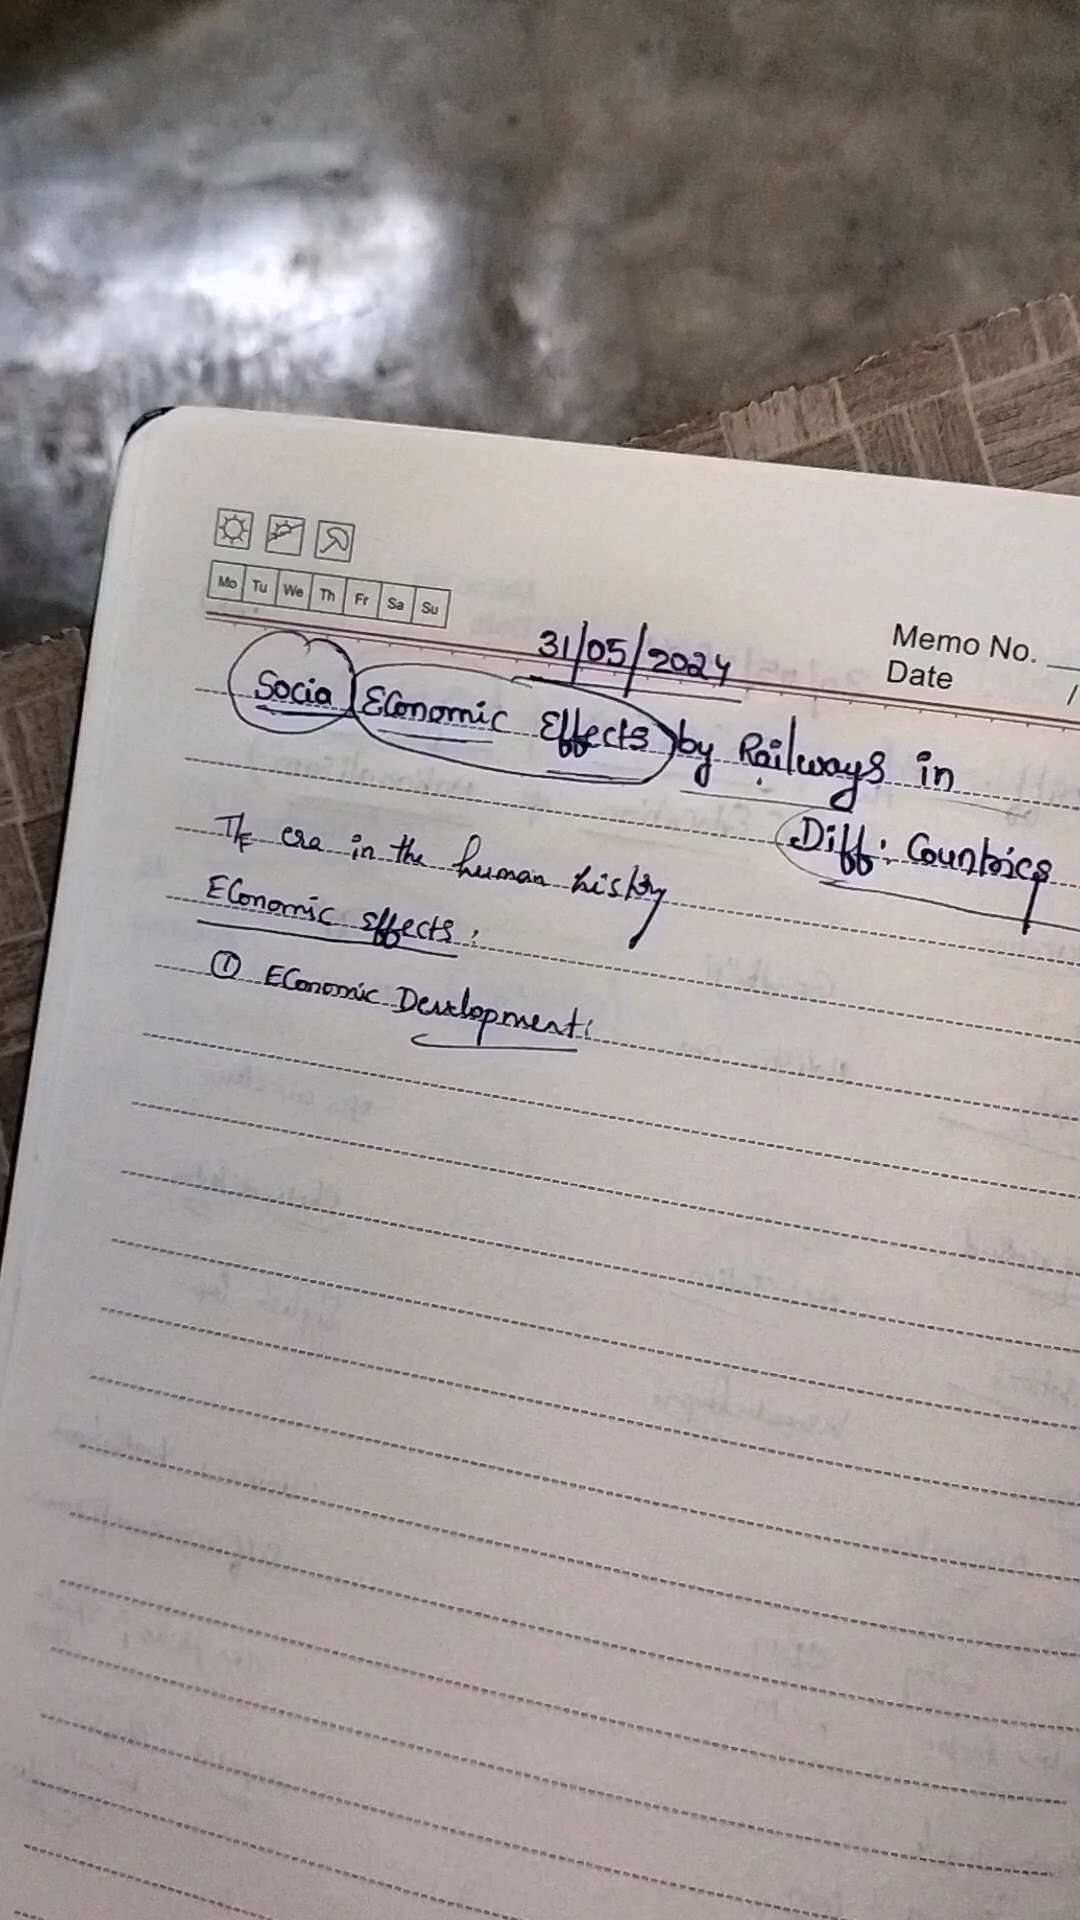 Mo Tu We Th Fr Sa Su
Memo No.
Date /
31/05/2024
Socia Economic Effects by Railways in
Diff: Countries
The era in the human histry
Economic effects:
① Economic Development: